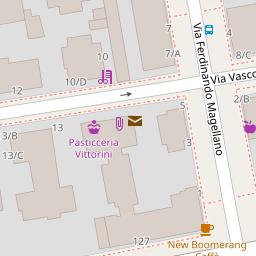 Via Ferdinando Magellano
7
7/A
8/C
10
10/D
Via Vasco
12
2/B
5
3/B
13
Pasticceria
Vittorini
13/C
127
New Boomerang
Caffè